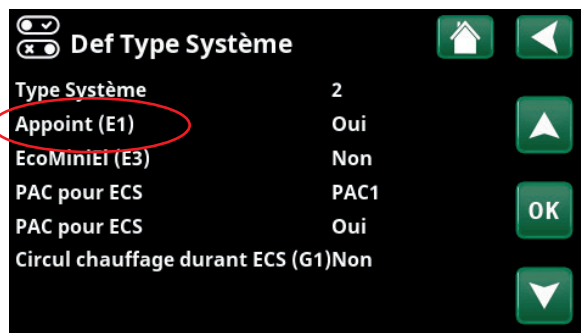 Def Type Système
Type Système 2
Appoint (E1) Oui
EcoMiniEl (E3) Non
PAC pour ECS PAC1
PAC pour ECS Oui
OK
Circul chauffage durant ECS (G1)Non